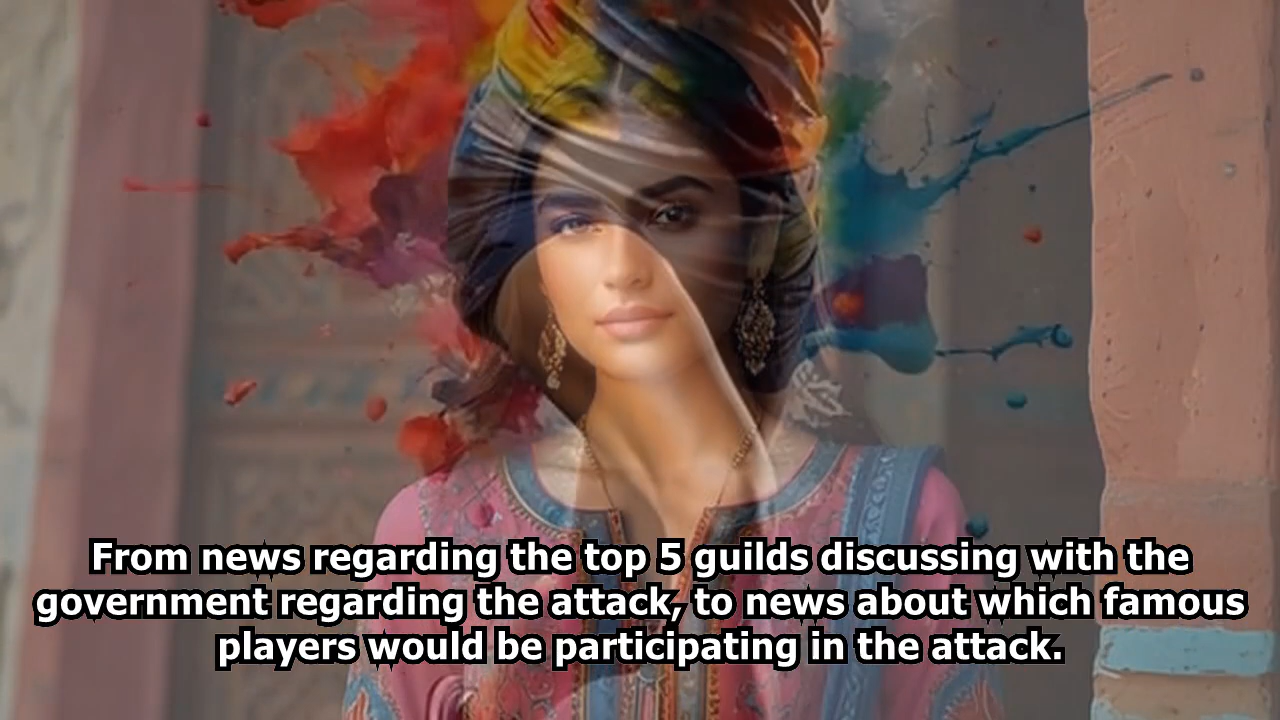 From news regarding the top 5 guilds discussing with the
government regarding the attack, to news about which famous
players would be participating in the attack.